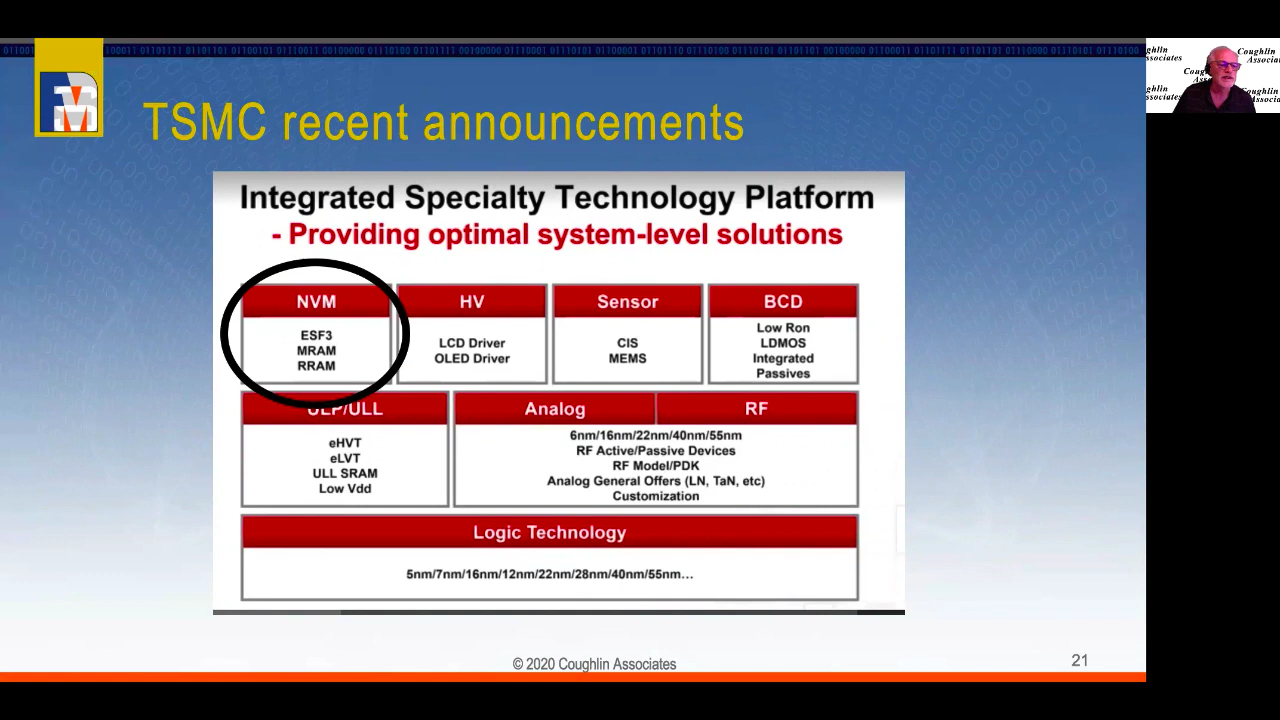 TSMC recent announcements
Integrated Specialty Technology Platform
- Providing optimal system-level solutions
NVM
ESF3
MRAM
RRAM
HV
LCD Driver
OLED Driver
Sensor
CIS
MEMS
BCD
Low Ron
LDMOS
Integrated
Passives
ULP/ULL
eHVT
eLVT
ULL SRAM
Low Vdd
Analog
RF
6nm/16nm/22nm/40nm/55nm
RF Active/Passive Devices
RF Model/PDK
Analog General Offers (LN, TaN, etc)
Customization
Logic Technology
5nm/7nm/16nm/12nm/22nm/28nm/40nm/55nm...
© 2020 Coughlin Associates
21
Coughlin